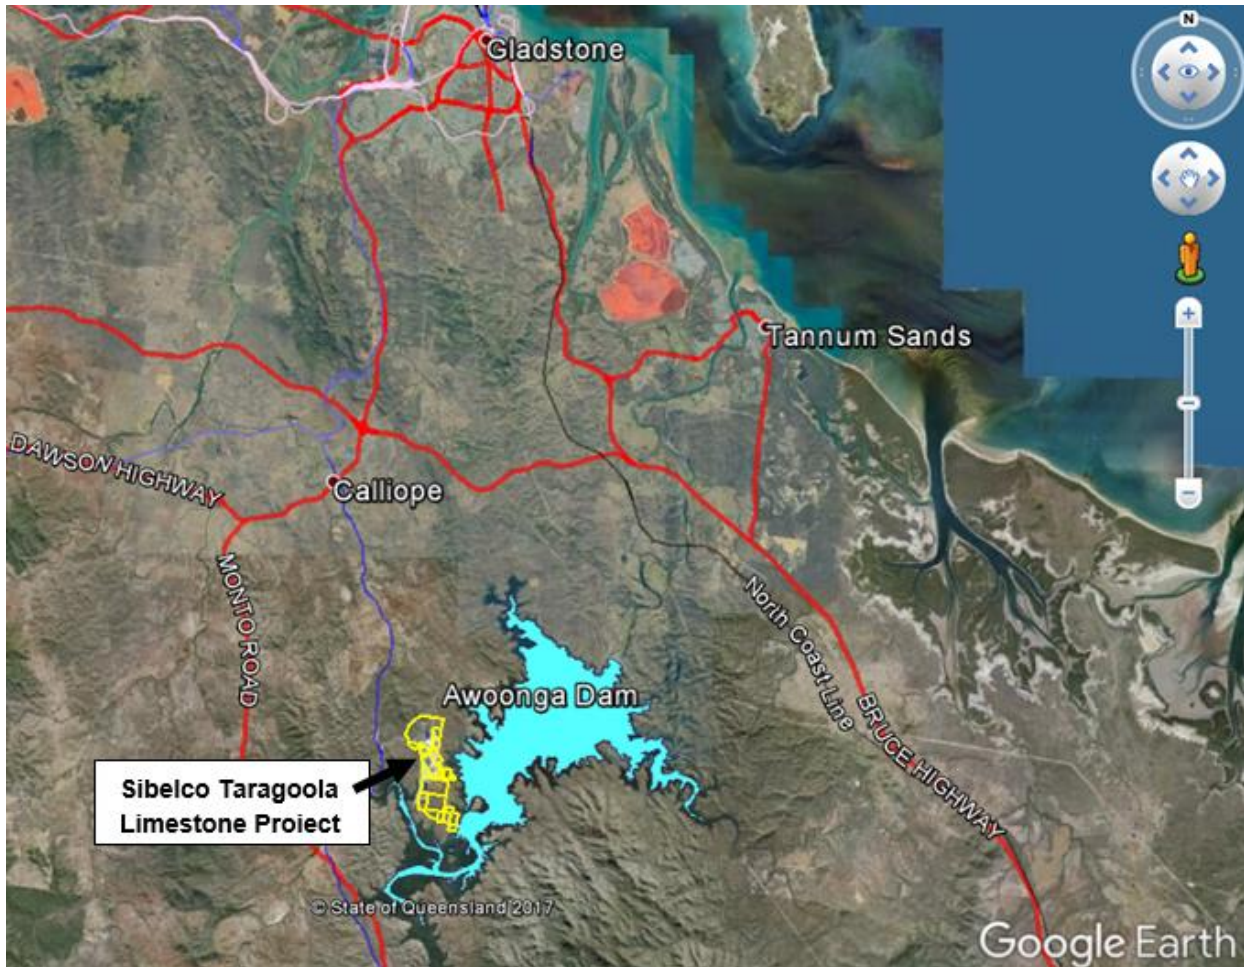 N
Gladstone
Tannum Sands
DAWSON HIGHWAY
Calliope
MONTO ROAD
North Coast Line
Awoonga Dam
BRUCE HIGHWAY
Sibelco Taragoola
Limestone Proiect
© State of Queensland 2017
Google Earth